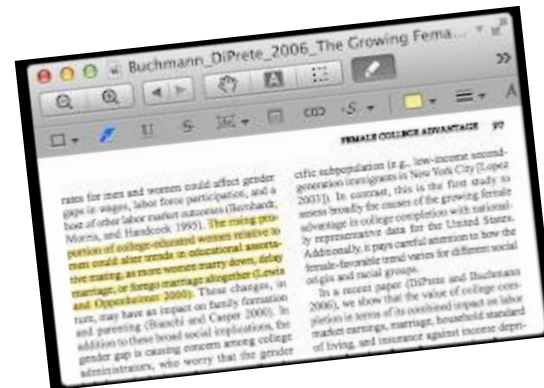 Buchmann_DiPrete_2006_The Growing Fema...
FEMALE COLLEGE ADVANTAGE
rates for men and women could affect gender
gaps in wages, labor force participation, and a
host of other labor market outcomes (Bernhardt,
Morris, and Handcock 1995). The rising pro-
portion of college-educated women relative to
men could alter trends in educational assorta-
tive mating, as more women marry down, delay
marriage, or forego marriage altogether (Lewis
and Oppenheimer 2000). These changes, in
turn, may have an impact on family formation
and parenting (Bianchi and Casper 2000). In
addition to these broad social implications, the
gender gap is causing concern among college
administrators, who worry that the gender
cific subpopulation (e.g., low-income second-
generation immigrants in New York City [Lopez
2003]). In contrast, this is the first study to
assess broadly the causes of the growing female
advantage in college completion with national-
ly representative data for the United States.
Additionally, it pays careful attention to how the
female-favorable trend varies for different social
origin and racial groups.
In a recent paper (DiPrete and Buchmann
2006), we show that the value of college com-
pletion in terms of its combined impact on labor
market earnings, marriage, household standard
of living, and insurance against income depri-